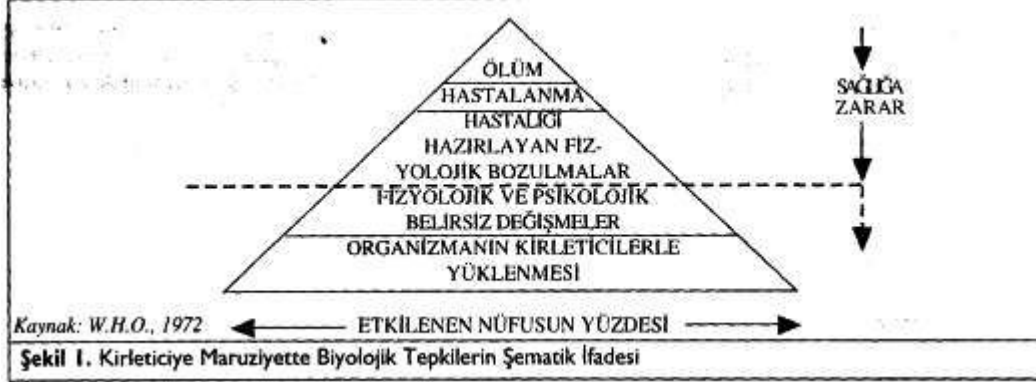 ÖLÜM
HASTALANMA
HASTALIĞI
HAZIRLAYAN FİZ-
YOLOJİK BOZULMALAR
FİZYOLOJİK VE PSİKOLOJİK
BELİRSİZ DEĞİŞMELER
ORGANİZMANIN KİRLETİCİLERLE
YÜKLENMESİ
SAĞLIĞA
ZARAR
Kaynak: W.H.O., 1972
ETKİLENEN NÜFUSUN YÜZDESİ
Şekil 1. Kirleticiye Maruziyette Biyolojik Tepkilerin Şematik İfadesi